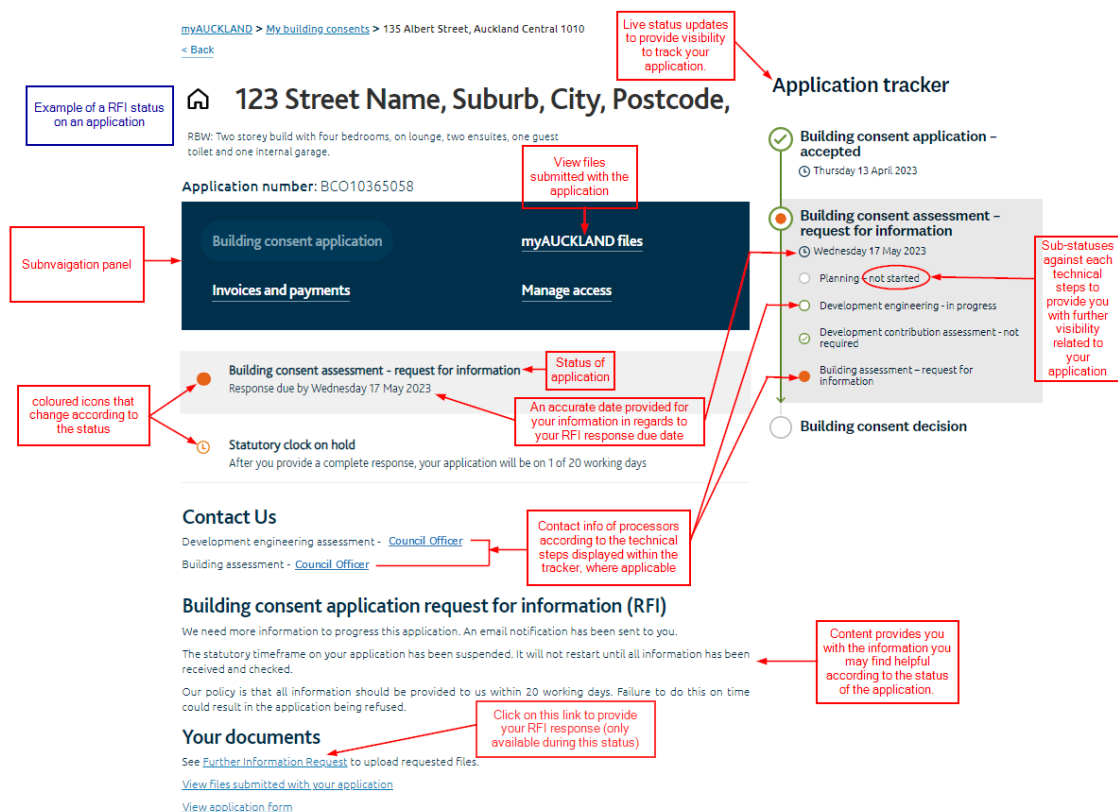 myAUCKLAND > My building consents > 135 Albert Street, Auckland Central 1010
< Back
Live status updates
to provide visibility
to track your
application.
Example of a RFI status
on an application
123 Street Name, Suburb, City, Postcode,
RBW: Two storey build with four bedrooms, on lounge, two ensuites, one guest
toilet and one internal garage.
Application number: BCO10365058
View files
submitted with the
application
Subnvaigation panel
Building consent application
myAUCKLAND files
Invoices and payments
Manage access
Application tracker
Building consent application –
accepted
Thursday 13 April 2023
Building consent assessment –
request for information
Wednesday 17 May 2023
Planning – not started
Development engineering - in progress
Development contribution assessment - not
required
Building assessment – request for
information
Building consent decision
Sub-statuses
against each
technical
steps to
provide you
with further
visibility
related to
your
application
Building consent assessment - request for information
Response due by Wednesday 17 May 2023
Status of
application
coloured icons that
change according to
the status
An accurate date provided for
your information in regards to
your RFI response due date
Statutory clock on hold
After you provide a complete response, your application will be on 1 of 20 working days
Contact Us
Development engineering assessment - Council Officer
Building assessment - Council Officer
Contact info of processors
according to the technical
steps displayed within the
tracker, where applicable
Building consent application request for information (RFI)
We need more information to progress this application. An email notification has been sent to you.
The statutory timeframe on your application has been suspended. It will not restart until all information has been
received and checked.
Our policy is that all information should be provided to us within 20 working days. Failure to do this on time
could result in the application being refused.
Content provides you
with the information you
may find helpful
according to the status
of the application.
Click on this link to provide
your RFI response (only
available during this status)
Your documents
See Further Information Request to upload requested files.
View files submitted with your application
View application form